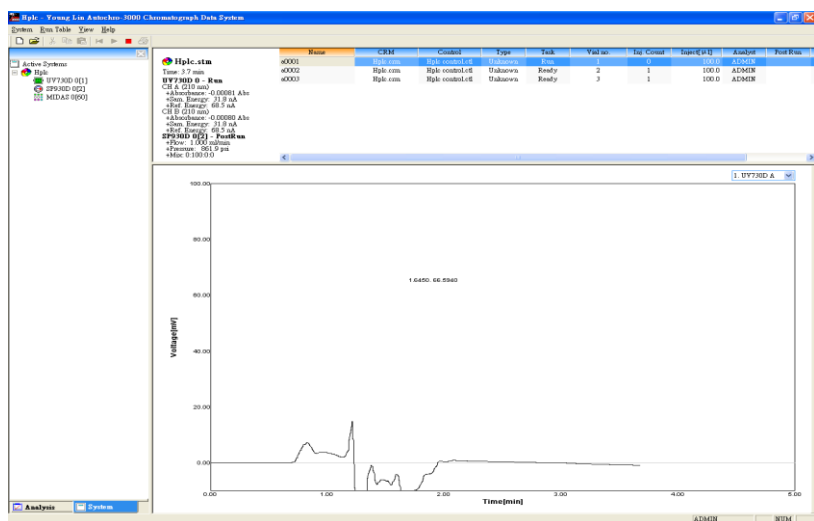 Hplc - Young Lin Autochro-3000 Chromatograph Data System
System Run Table View Help
Active Systems
Hplc
UV730D 0[1]
SP930D 0[2]
MIDAS 0[60]
Hplc.stm
Time: 3.7 min
UV730D 0 - Run
CH A (210 nm)
+Absorbance: -0.00081 Abs
+Sam. Energy: 31.8 nA
+Ref. Energy: 68.5 nA
CH B (210 nm)
+Absorbance: -0.00080 Abs
+Sam. Energy: 31.8 nA
+Ref. Energy: 68.5 nA
SP930D 0[2] - PostRun
+Flow: 1.000 ml/min
+Pressure: 861.9 psi
+Mix: 0:100:0:0
Name CRM Control Type Task Vial no. Inj. Count Inject[µl] Analyst Post Run
s0001 Hplc.crm Hplc control.ctl Unknown Run 1 0 100.0 ADMIN
s0002 Hplc.crm Hplc control.ctl Unknown Ready 2 1 100.0 ADMIN
s0003 Hplc.crm Hplc control.ctl Unknown Ready 3 1 100.0 ADMIN
1. UV730D A
100.00
80.00
1.6450, 66.5940
60.00
Voltage[mV]
40.00
20.00
0.00
0.00 1.00 2.00 3.00 4.00 5.00
Time[min]
Analysis System
ADMIN NUM